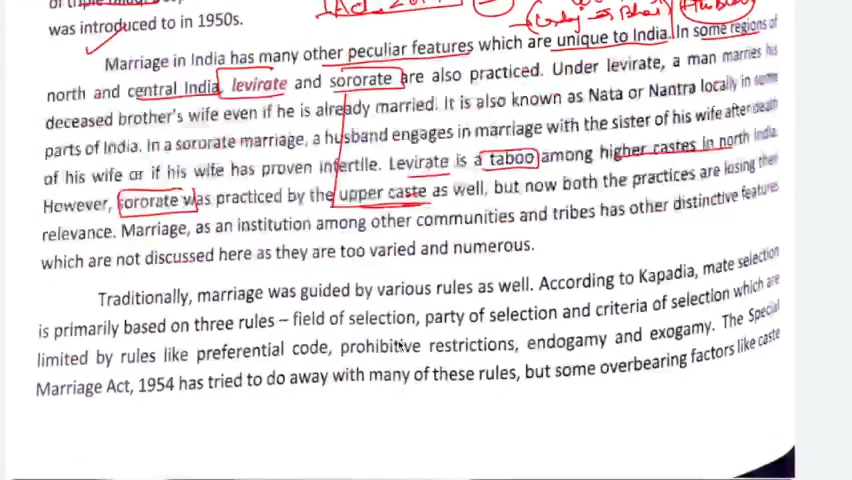 was introduced to in 1950s.
Marriage in India has many other peculiar features which are unique to India. In some regions of
north and central India, levirate and sororate are also practiced. Under levirate, a man marries his
deceased brother's wife even if he is already married. It is also known as Nata or Nantra locally in some
parts of India. In a sororate marriage, a husband engages in marriage with the sister of his wife after death
of his wife or if his wife has proven infertile. Levirate is a taboo among higher castes in north India.
However, sororate was practiced by the upper caste as well, but now both the practices are losing their
relevance. Marriage, as an institution among other communities and tribes has other distinctive features
which are not discussed here as they are too varied and numerous.
Traditionally, marriage was guided by various rules as well. According to Kapadia, mate selection
is primarily based on three rules – field of selection, party of selection and criteria of selection which are
limited by rules like preferential code, prohibitive restrictions, endogamy and exogamy. The Special
Marriage Act, 1954 has tried to do away with many of these rules, but some overbearing factors like caste